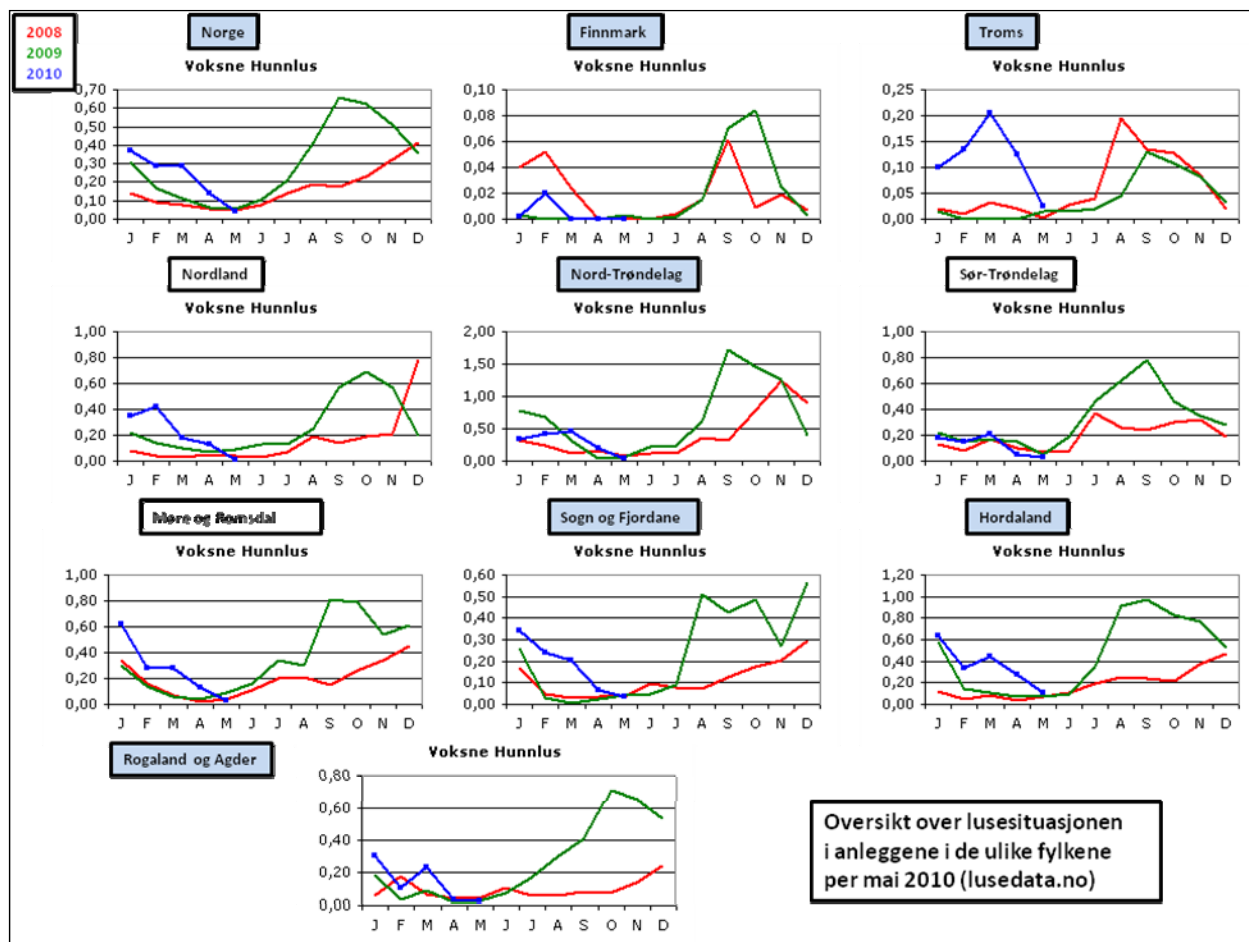 2008
2009
2010
Norge
Voksne Hunnlus
0,70
0,60
0,50
0,40
0,30
0,20
0,10
0,00
J F M A M J J A S O N D
Finnmark
Voksne Hunnlus
0,10
0,08
0,06
0,04
0,02
0,00
J F M A M J J A S O N D
Troms
Voksne Hunnlus
0,25
0,20
0,15
0,10
0,05
0,00
J F M A M J J A S O N D
Nordland
Voksne Hunnlus
1,00
0,80
0,60
0,40
0,20
0,00
J F M A M J J A S O N D
Nord-Trøndelag
Voksne Hunnlus
2,00
1,50
1,00
0,50
0,00
J F M A M J J A S O N D
Sør-Trøndelag
Voksne Hunnlus
1,00
0,80
0,60
0,40
0,20
0,00
J F M A M J J A S O N D
Møre og Romsdal
Voksne Hunnlus
1,00
0,80
0,60
0,40
0,20
0,00
J F M A M J J A S O N D
Sogn og Fjordane
Voksne Hunnlus
0,60
0,50
0,40
0,30
0,20
0,10
0,00
J F M A M J J A S O N D
Hordaland
Voksne Hunnlus
1,20
1,00
0,80
0,60
0,40
0,20
0,00
J F M A M J J A S O N D
Rogaland og Agder
Voksne Hunnlus
0,80
0,60
0,40
0,20
0,00
J F M A M J J A S O N D
Oversikt over lusesituasjonen
i anleggene i de ulike fylkene
per mai 2010 (lusedata.no)